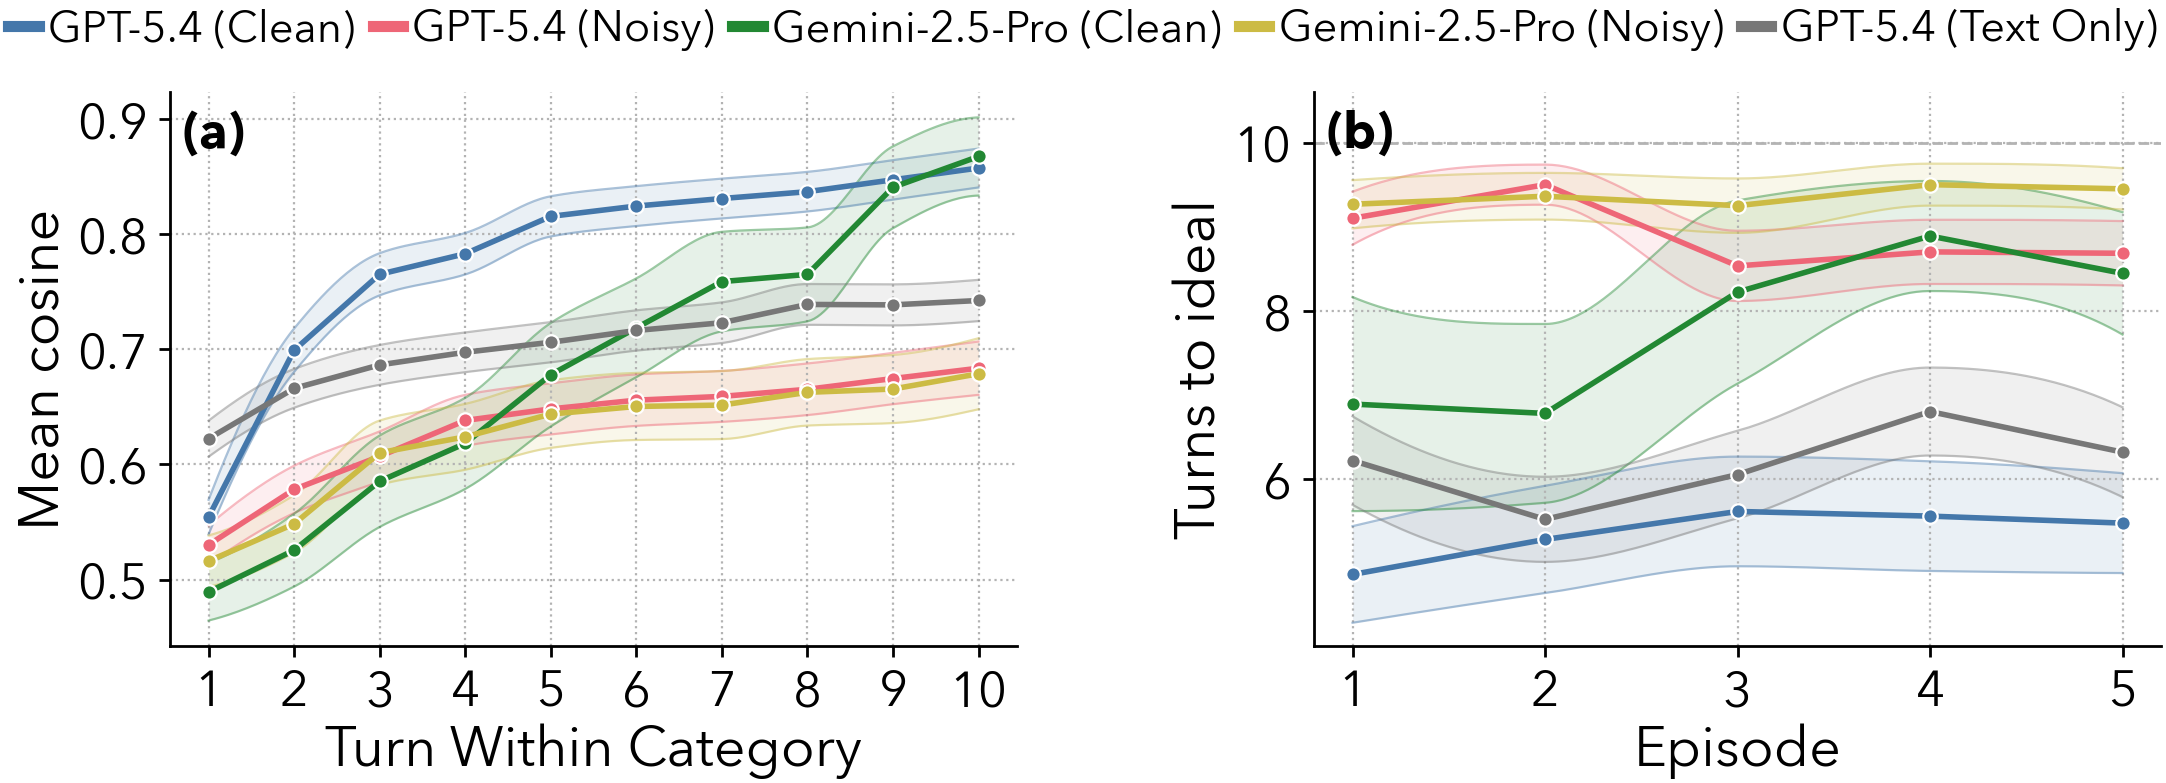 GPT-5.4 (Clean) GPT-5.4 (Noisy) Gemini-2.5-Pro (Clean) Gemini-2.5-Pro (Noisy) GPT-5.4 (Text Only)
(a)
Mean cosine
0.9
0.8
0.7
0.6
0.5
1 2 3 4 5 6 7 8 9 10
Turn Within Category
(b)
Turns to ideal
10
8
6
1 2 3 4 5
Episode